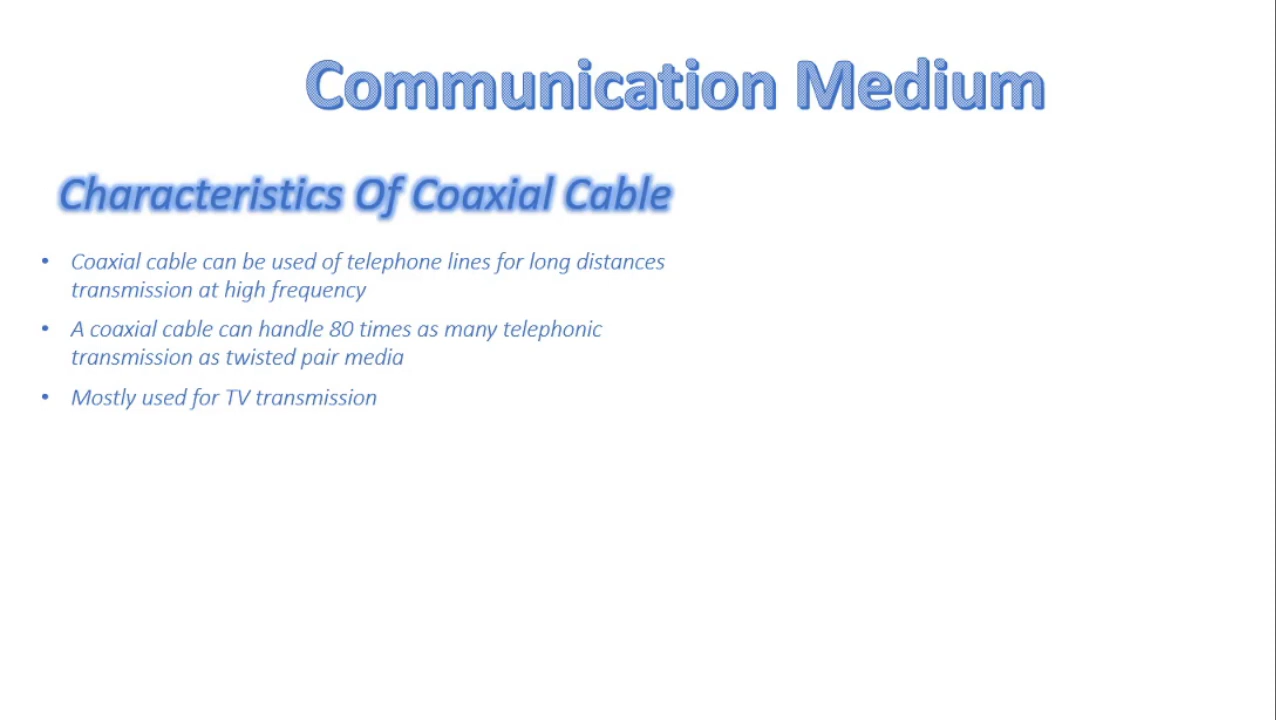 Communication Medium
Characteristics Of Coaxial Cable
• Coaxial cable can be used of telephone lines for long distances
transmission at high frequency
• A coaxial cable can handle 80 times as many telephonic
transmission as twisted pair media
• Mostly used for TV transmission